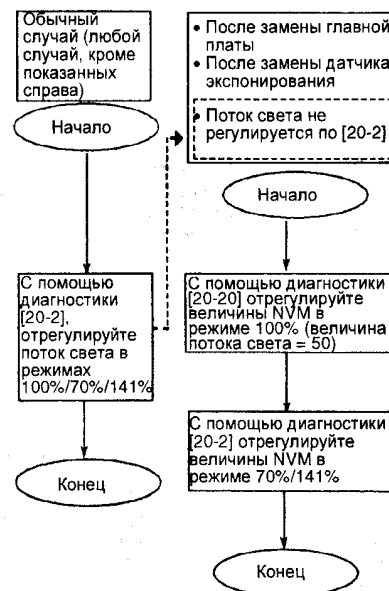 Обычный
случай (любой
случай, кроме
показанных
справа)
Начало
С помощью
диагностики
[20-2],
отрегулируйте
поток света в
режимах
100%/70%/141%
Конец
• После замены главной
платы
• После замены датчика
экспонирования
• Поток света не
регулируется по [20-2]
Начало
С помощью диагностики
[20-20] отрегулируйте
величины NVM в
режиме 100% (величина
потока света = 50)
С помощью диагностики
[20-2] отрегулируйте
величины NVM в
режиме 70%/141%
Конец